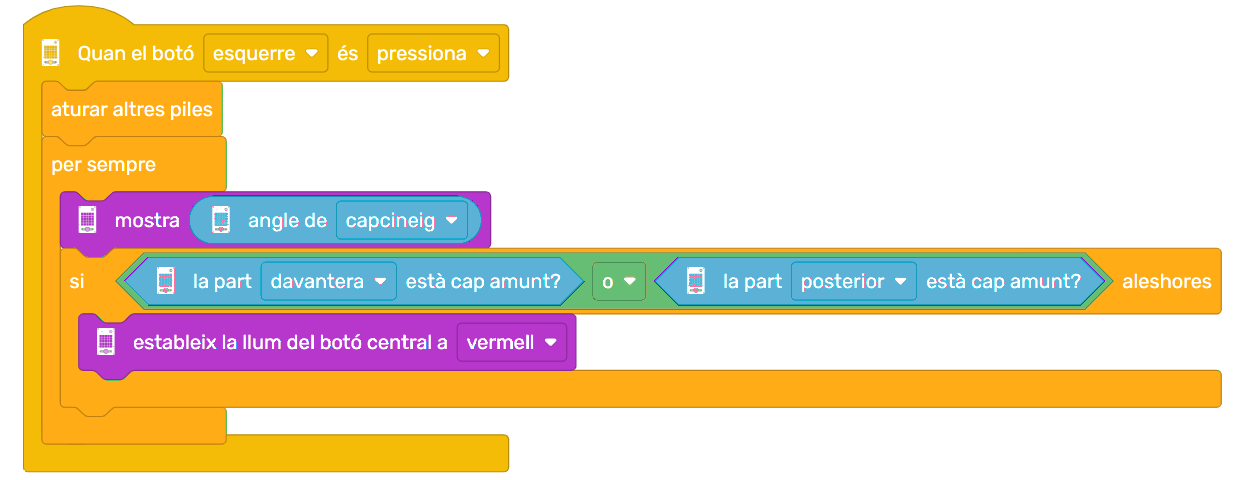 Quan el botó esquerre és pressiona
aturar altres piles
per sempre
mostra angle de capcineig
si la part davantera està cap amunt? o la part posterior està cap amunt? aleshores
estableix la llum del botó central a vermell